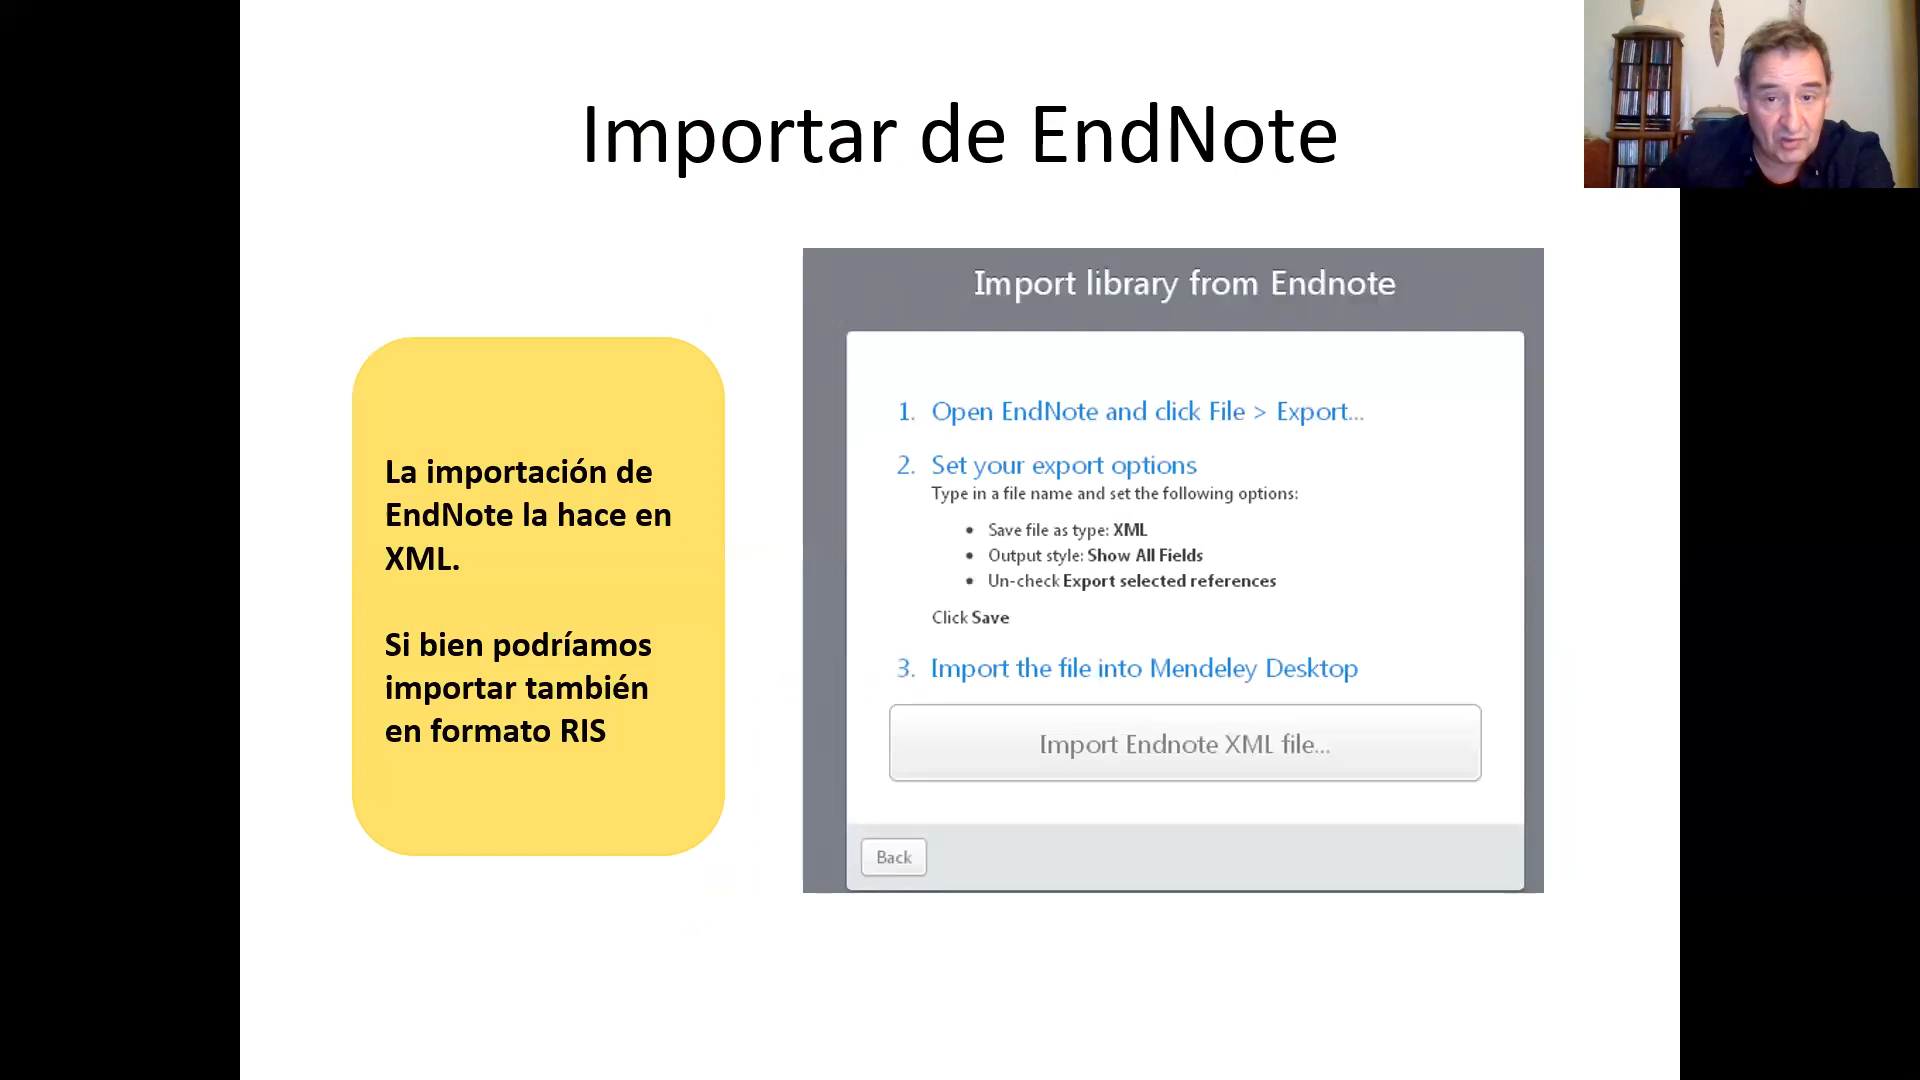 Importar de EndNote
La importación de
EndNote la hace en
XML.
Si bien podríamos
importar también
en formato RIS
Import library from Endnote
1. Open EndNote and click File > Export...
2. Set your export options
Type in a file name and set the following options:
• Save file as type: XML
• Output style: Show All Fields
• Un-check Export selected references
Click Save
3. Import the file into Mendeley Desktop
Import Endnote XML file...
Back